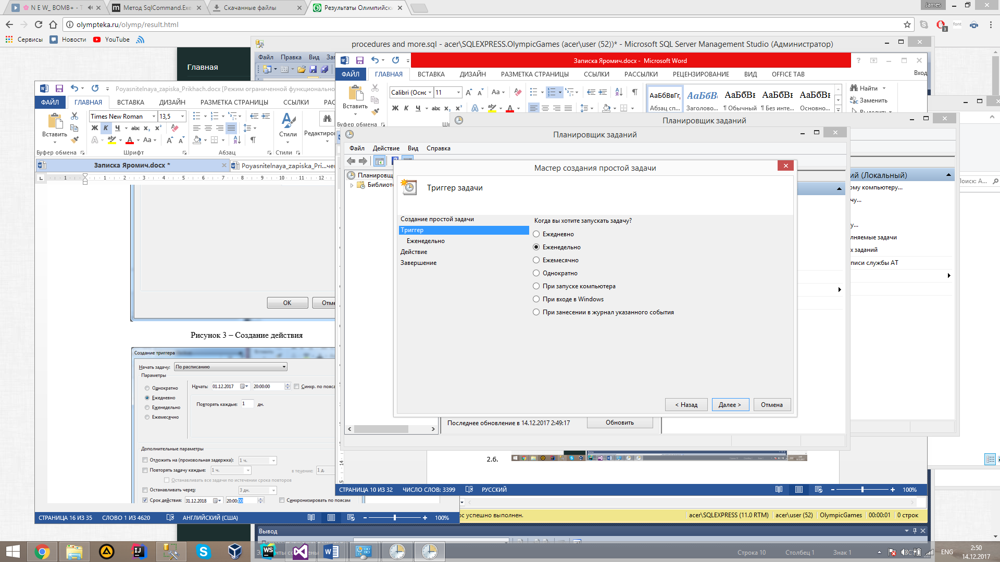 N E W_ BOMB+ - T
Метод SqlCommand.Exe
Скачанные файлы
Результаты Олимпийски
James
olympteka.ru/olymp/result.html
Сервисы
Новости
YouTube
Главная
procedures and more.sql - acer\SQLEXPRESS.OlympicGames (acer\user (52))* - Microsoft SQL Server Management Studio (Администратор)
Файл Правка Вид
Записка Яромич.docx - Microsoft Word
ФАЙЛ ГЛАВНАЯ ВСТАВКА ДИЗАЙН РАЗМЕТКА СТРАНИЦЫ ССЫЛКИ РАССЫЛКИ РЕЦЕНЗИРОВАНИЕ ВИД OFFICE TAB
Вход
Calibri (Оснс 11
Вставить
Буфер обмена
АаБбВвГг, АаБбВ АаБбВı АаБбВı АаБбВı
Абзац сп... Заголово... ¶ Обычный ¶ Без инте... Основно...
Найти
Заменить
Выделить
Poyasnitelnaya_zapiska_Prikhach.docx [Режим ограниченной функционально
ФАЙЛ ГЛАВНАЯ ВСТАВКА ДИЗАЙН РАЗМЕТКА СТРАНИЦЫ ССЫЛКИ РАС
Times New Roman 13,5
Вставить
Стили
Редактиро
Буфер обмена Шрифт Абзац Стили
Записка Яромич.docx *
Poyasnitelnaya_zapiska_Pri...чен
OK
Отме
Рисунок 3 – Создание действия
Создание триггера
Начать задачу: По расписанию
Параметры
Однократно
Ежедневно
Еженедельно
Ежемесячно
Начать: 01.12.2017 20:00:00 Синхр. по пояса
Повторять каждые: 1 дн.
Дополнительные параметры
Отложить на (произвольная задержка): 1 ч.
Повторять задачу каждые: 1 ч. в течение: 1 д.
Останавливать все задачи по истечении срока повторов
Останавливать через: 3 дн.
Срок действия: 31.12.2018 20:00:00 Синхронизировать по поясам
СТРАНИЦА 16 ИЗ 35 СЛОВО 1 ИЗ 4620 АНГЛИЙСКИЙ (США) 100%
Планировщик заданий
Планировщик заданий
Файл Действие Вид Справка
Планировщ
Библиоте
Мастер создания простой задачи
Триггер задачи
Создание простой задачи
Триггер
Еженедельно
Действие
Завершение
Когда вы хотите запускать задачу?
Ежедневно
Еженедельно
Ежемесячно
Однократно
При запуске компьютера
При входе в Windows
При занесении в журнал указанного события
< Назад
Далее >
Отмена
Последнее обновление в 14.12.2017 2:49:17
Обновить
ий (Локальный)
ому компьютеру...
чу...
у...
лняемые задачи
х заданий
писи службы АТ
Поиск: А...
2.6.
СТРАНИЦА 10 ИЗ 32 ЧИСЛО СЛОВ: 3399 РУССКИЙ 100%
ос успешно выполнен.
acer\SQLEXPRESS (11.0 RTM) acer\user (52) OlympicGames 00:00:01 0 строк
Вывод
Строка 10 Столбец 1 Знак 1
ENG
2:50
14.12.2017